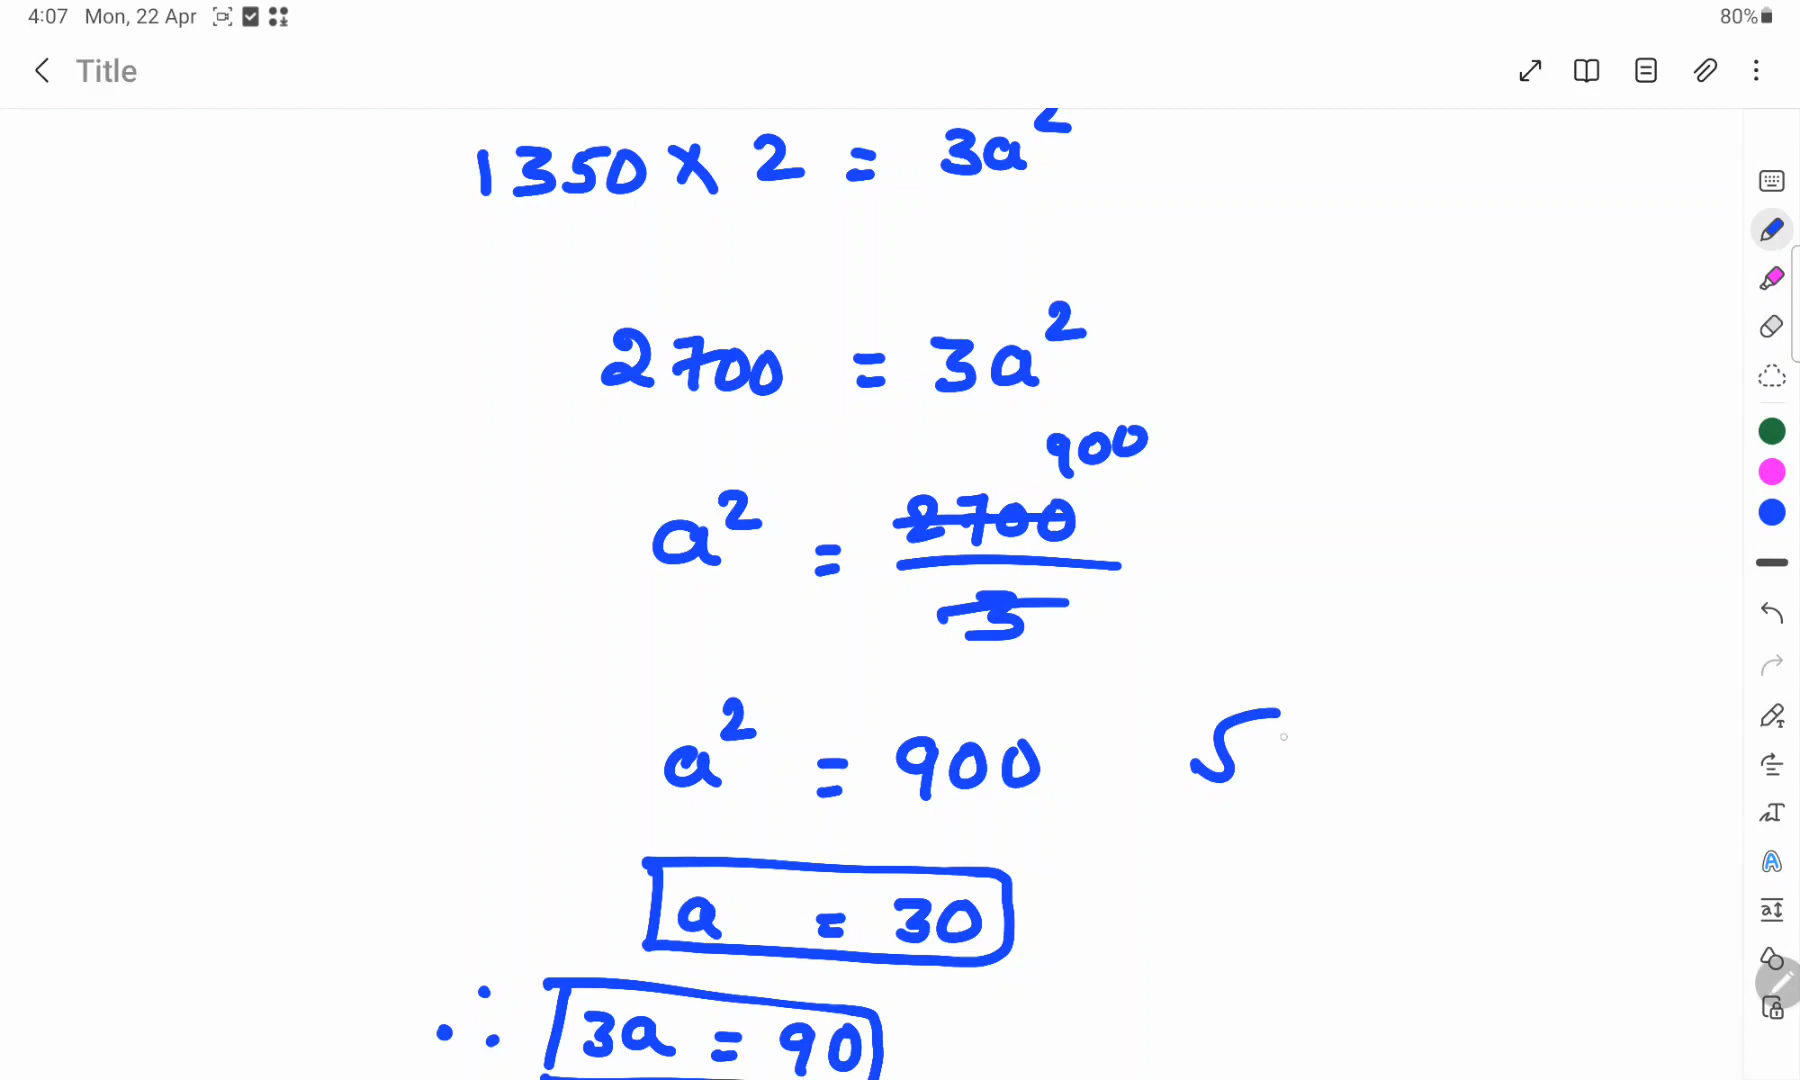 4:07 Mon, 22 Apr 80%
Title
1350 × 2 = 3a²
2700 = 3a²
900
a² = 2700
3
a² = 900 √
a = 30
∴ 3a = 90